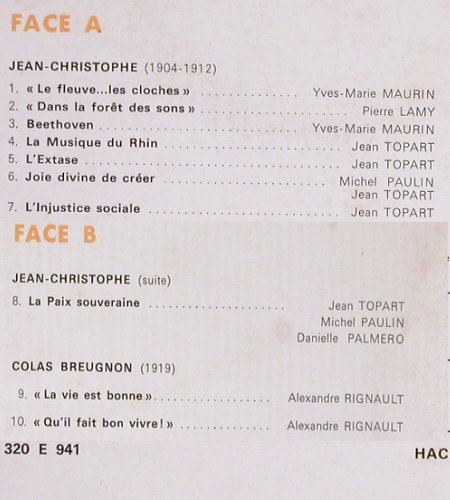 FACE A
JEAN-CHRISTOPHE (1904-1912)
1. « Le fleuve...les cloches » .................... Yves-Marie MAURIN
2. « Dans la forêt des sons » .................... Pierre LAMY
3. Beethoven .................... Yves-Marie MAURIN
4. La Musique du Rhin .................... Jean TOPART
5. L'Extase .................... Jean TOPART
6. Joie divine de créer .................... Michel PAULIN
Jean TOPART
7. L'Injustice sociale .................... Jean TOPART
FACE B
JEAN-CHRISTOPHE (suite)
8. La Paix souveraine .................... Jean TOPART
Michel PAULIN
Danielle PALMERO
COLAS BREUGNON (1919)
9. « La vie est bonne » .................... Alexandre RIGNAULT
10. « Qu'il fait bon vivre! » .................... Alexandre RIGNAULT
320 E 941 HAC